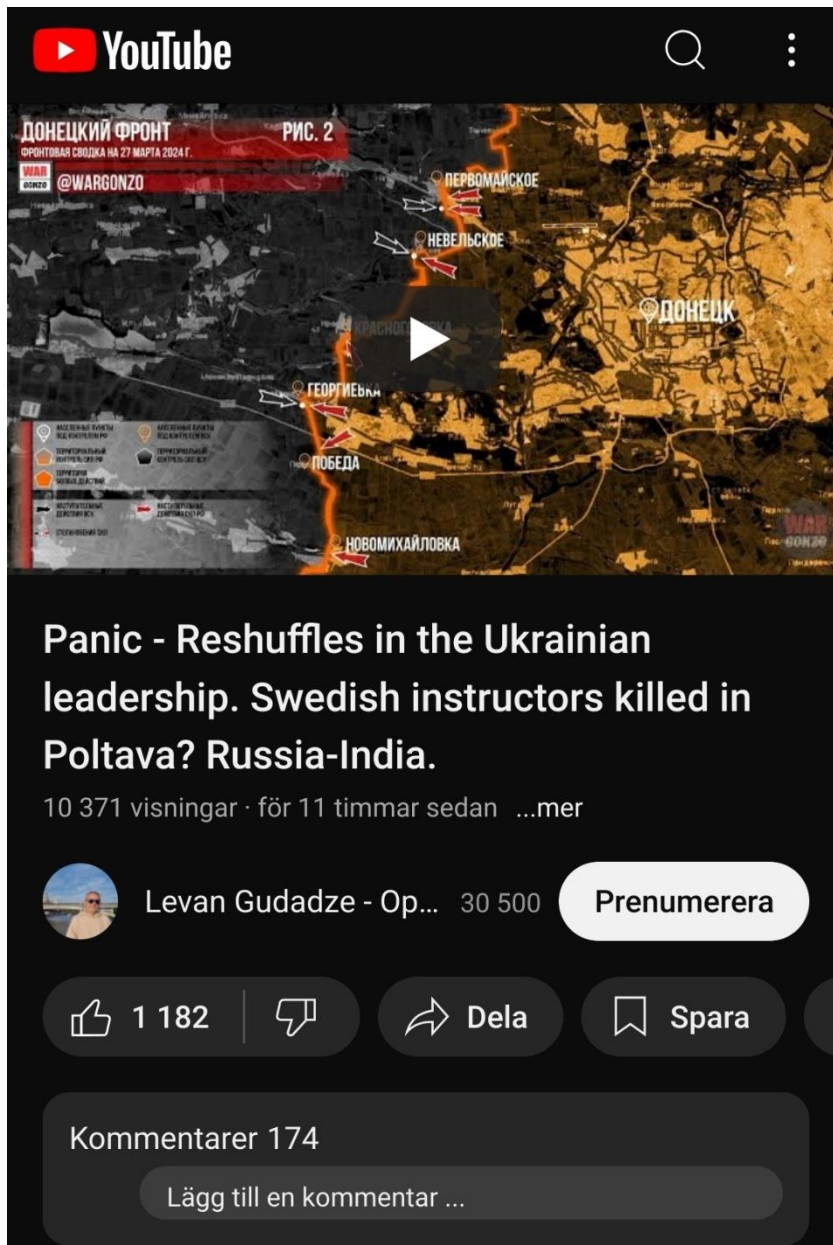 YouTube
ДОНЕЦКИЙ ФРОНТ
РИС. 2
ФРОНТОВАЯ СВОДКА НА 27 МАРТА 2024 Г.
WAR
GONZO
@WARGONZO
ПЕРВОМАЙСКОЕ
НЕВЕЛЬСКОЕ
ДОНЕЦК
ГЕОРГИЕВКА
ПОБЕДА
НОВОМИХАЙЛОВКА
WAR
GONZO
Panic - Reshuffles in the Ukrainian
leadership. Swedish instructors killed in
Poltava? Russia-India.
10 371 visningar · för 11 timmar sedan ...mer
Levan Gudadze - Op... 30 500 Prenumerera
1 182 Dela Spara
Kommentarer 174
Lägg till en kommentar ...